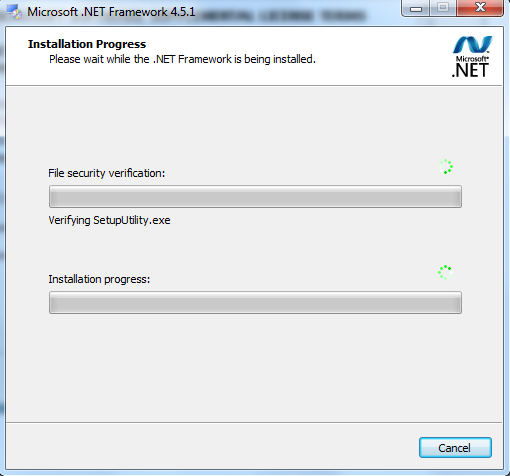 Microsoft .NET Framework 4.5.1
Installation Progress
Please wait while the .NET Framework is being installed.
Microsoft®
.NET
File security verification:
Verifying SetupUtility.exe
Installation progress:
Cancel